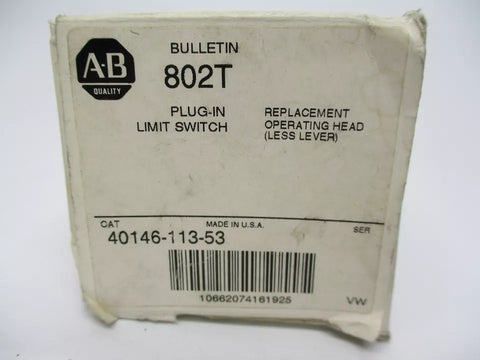 A-B
QUALITY
BULLETIN
802T
PLUG-IN
LIMIT SWITCH
REPLACEMENT
OPERATING HEAD
(LESS LEVER)
CAT
MADE IN U.S.A.
SER
40146-113-53
10662074161925
VW